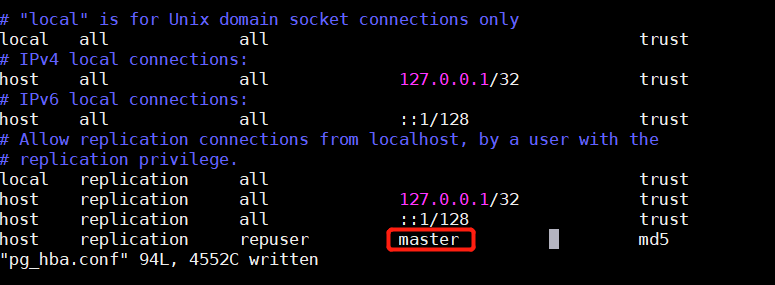 # "local" is for Unix domain socket connections only
local all all trust
# IPv4 local connections:
host all all 127.0.0.1/32 trust
# IPv6 local connections:
host all all ::1/128 trust
# Allow replication connections from localhost, by a user with the
# replication privilege.
local replication all trust
host replication all 127.0.0.1/32 trust
host replication all ::1/128 trust
host replication repuser master md5
"pg_hba.conf" 94L, 4552C written